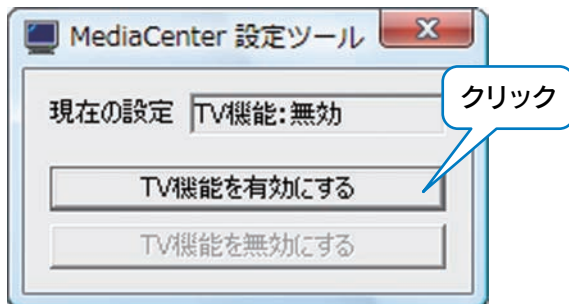 MediaCenter 設定ツール
現在の設定 TV機能:無効
クリック
TV機能を有効にする
TV機能を無効にする